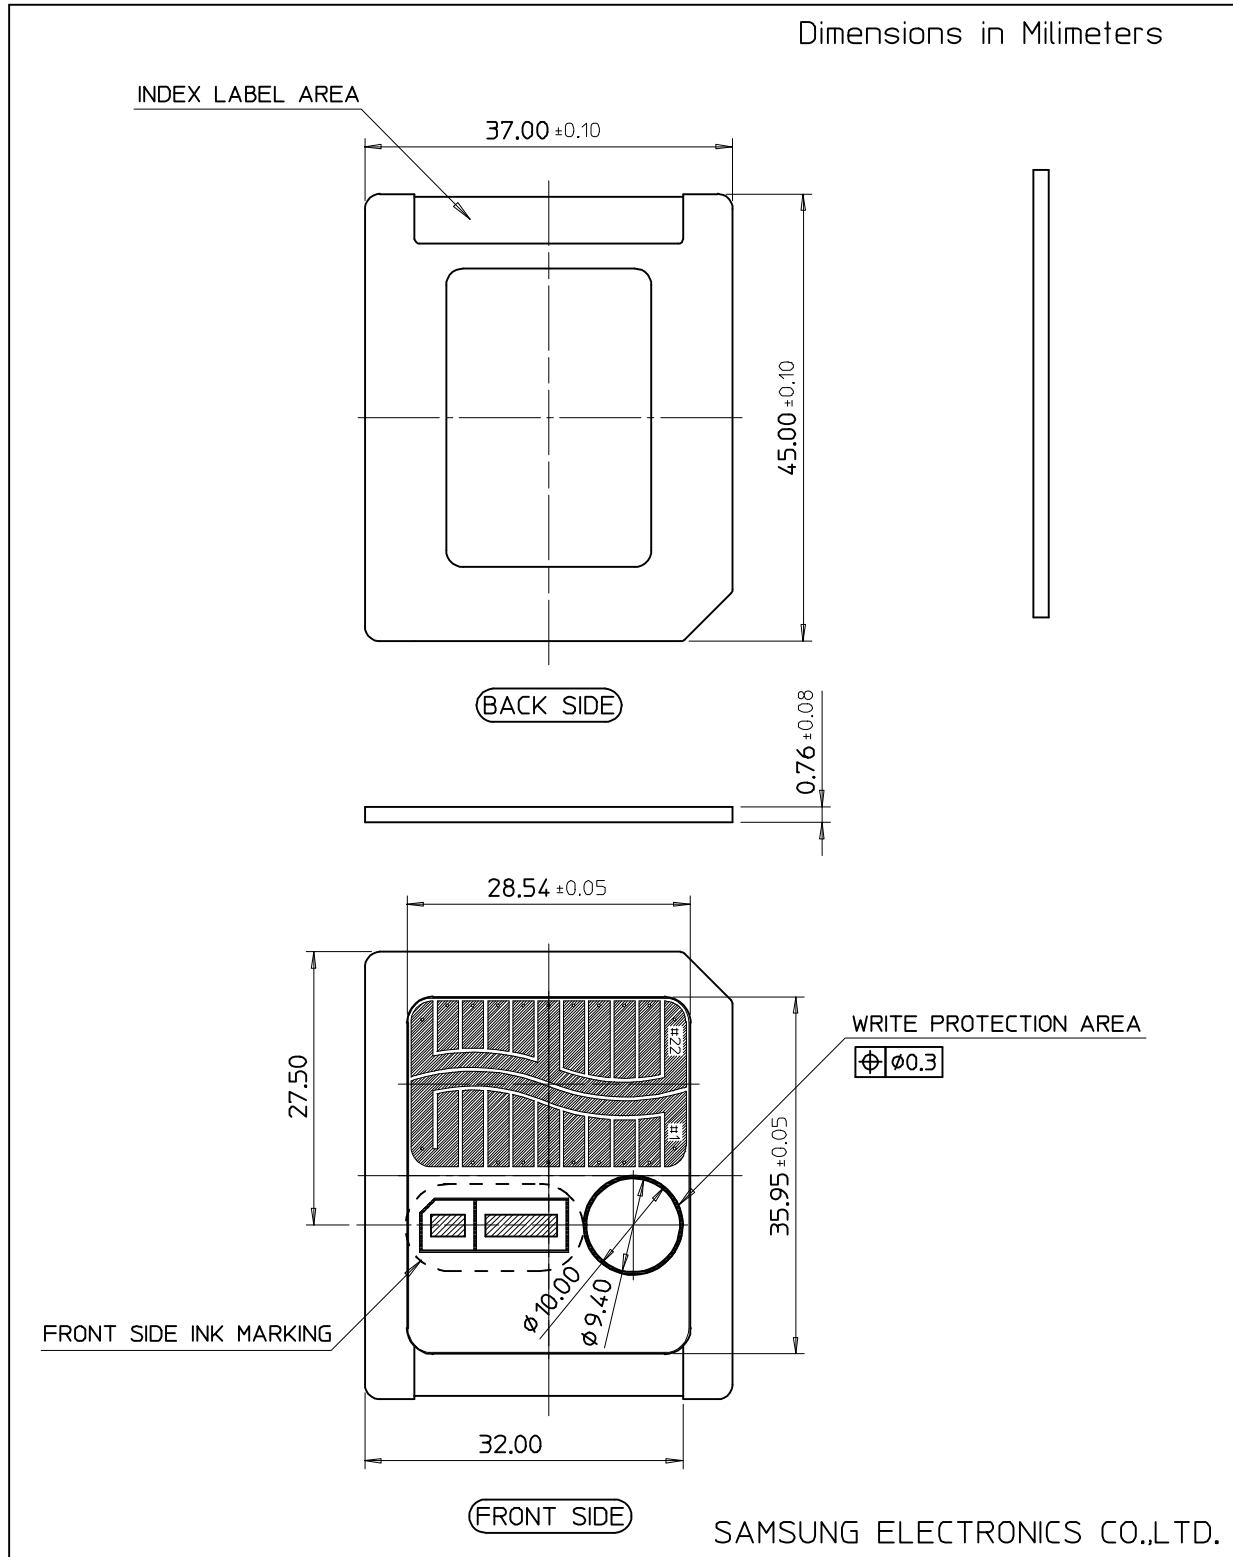 Dimensions in Milimeters
INDEX LABEL AREA
37.00 ±0.10
45.00 ±0.10
BACK SIDE
0.76 ±0.08
28.54 ±0.05
27.50
#22
WRITE PROTECTION AREA
⌖ ø0.3
#1
35.95 ±0.05
ø10.00
ø9.40
FRONT SIDE INK MARKING
32.00
FRONT SIDE
SAMSUNG ELECTRONICS CO.,LTD.